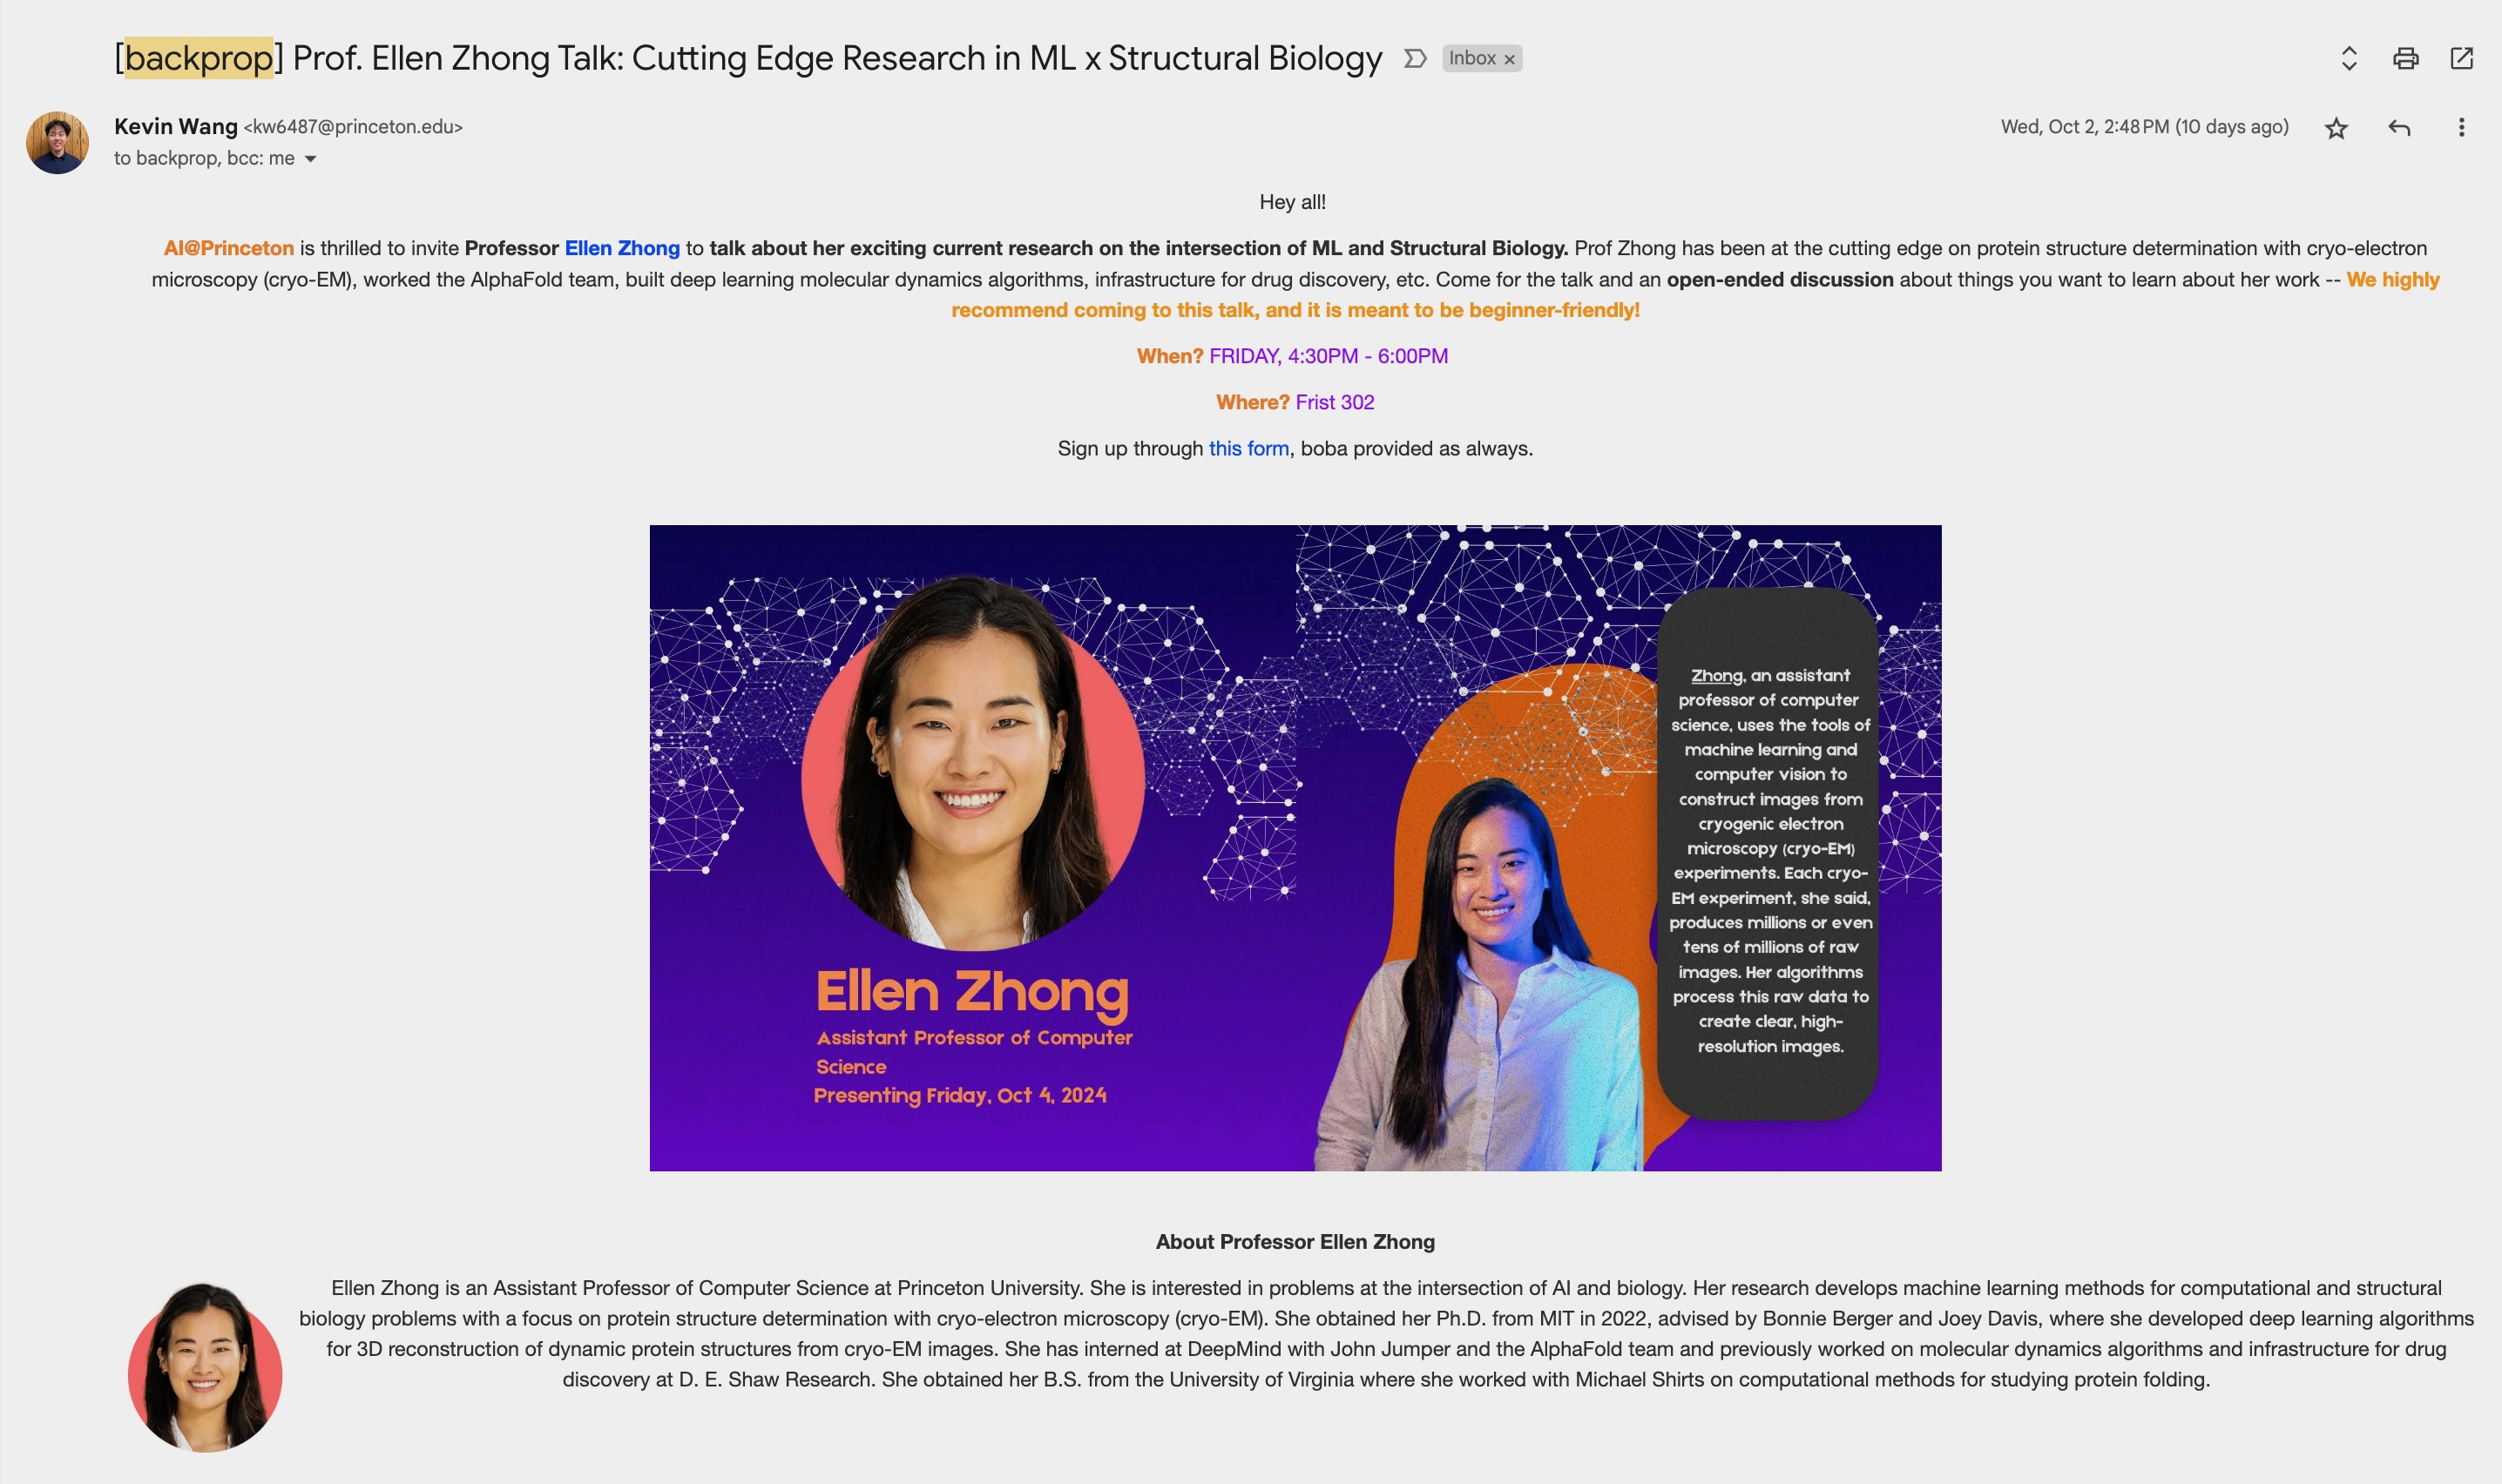 [backprop] Prof. Ellen Zhong Talk: Cutting Edge Research in ML x Structural Biology
Inbox ×
Kevin Wang <kw6487@princeton.edu>
Wed, Oct 2, 2:48 PM (10 days ago)
to backprop, bcc: me
Hey all!
AI@Princeton is thrilled to invite Professor Ellen Zhong to talk about her exciting current research on the intersection of ML and Structural Biology. Prof Zhong has been at the cutting edge on protein structure determination with cryo-electron
microscopy (cryo-EM), worked the AlphaFold team, built deep learning molecular dynamics algorithms, infrastructure for drug discovery, etc. Come for the talk and an open-ended discussion about things you want to learn about her work -- We highly
recommend coming to this talk, and it is meant to be beginner-friendly!
When? FRIDAY, 4:30PM - 6:00PM
Where? Frist 302
Sign up through this form, boba provided as always.
Ellen Zhong
Assistant Professor of Computer
Science
Presenting Friday, Oct 4, 2024
Zhong, an assistant
professor of computer
science, uses the tools of
machine learning and
computer vision to
construct images from
cryogenic electron
microscopy (cryo-EM)
experiments. Each cryo-
EM experiment, she said,
produces millions or even
tens of millions of raw
images. Her algorithms
process this raw data to
create clear, high-
resolution images.
About Professor Ellen Zhong
Ellen Zhong is an Assistant Professor of Computer Science at Princeton University. She is interested in problems at the intersection of AI and biology. Her research develops machine learning methods for computational and structural
biology problems with a focus on protein structure determination with cryo-electron microscopy (cryo-EM). She obtained her Ph.D. from MIT in 2022, advised by Bonnie Berger and Joey Davis, where she developed deep learning algorithms
for 3D reconstruction of dynamic protein structures from cryo-EM images. She has interned at DeepMind with John Jumper and the AlphaFold team and previously worked on molecular dynamics algorithms and infrastructure for drug
discovery at D. E. Shaw Research. She obtained her B.S. from the University of Virginia where she worked with Michael Shirts on computational methods for studying protein folding.